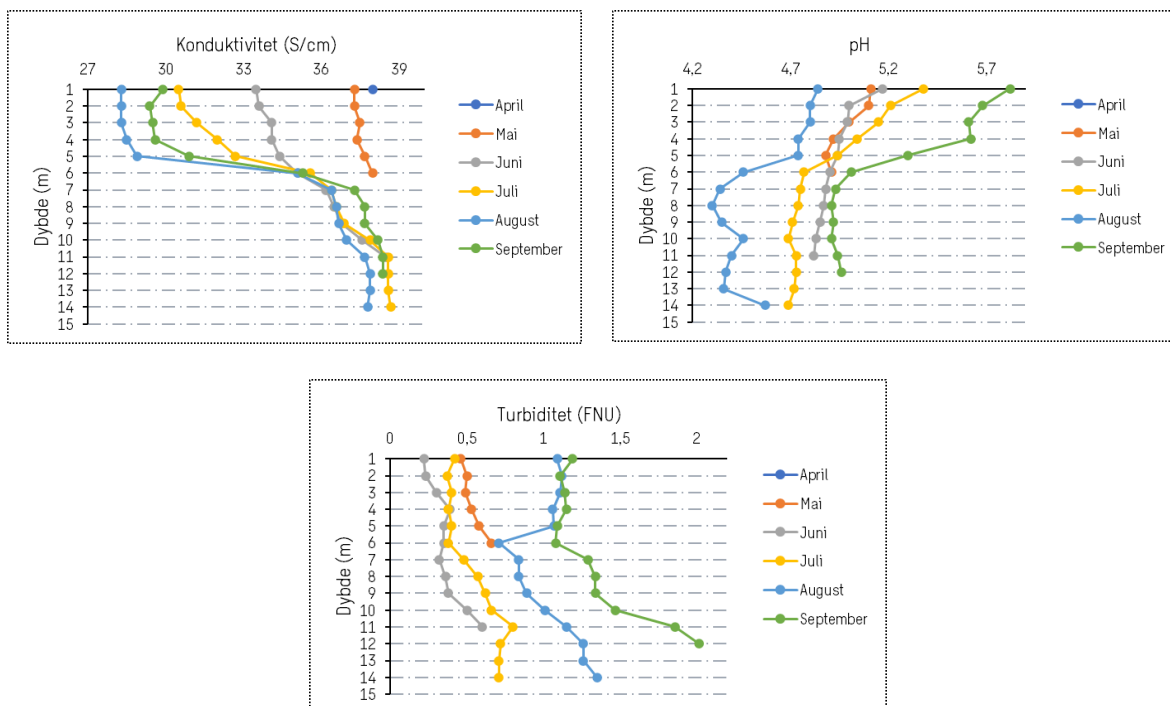 Konduktivitet (S/cm)
27 30 33 36 39
Dybde (m)
1
2
3
4
5
6
7
8
9
10
11
12
13
14
15
April
Mai
Juni
Juli
August
September
pH
4,2 4,7 5,2 5,7
Dybde (m)
1
2
3
4
5
6
7
8
9
10
11
12
13
14
15
April
Mai
Juni
Juli
August
September
Turbiditet (FNU)
0 0,5 1 1,5 2
Dybde (m)
1
2
3
4
5
6
7
8
9
10
11
12
13
14
15
April
Mai
Juni
Juli
August
September